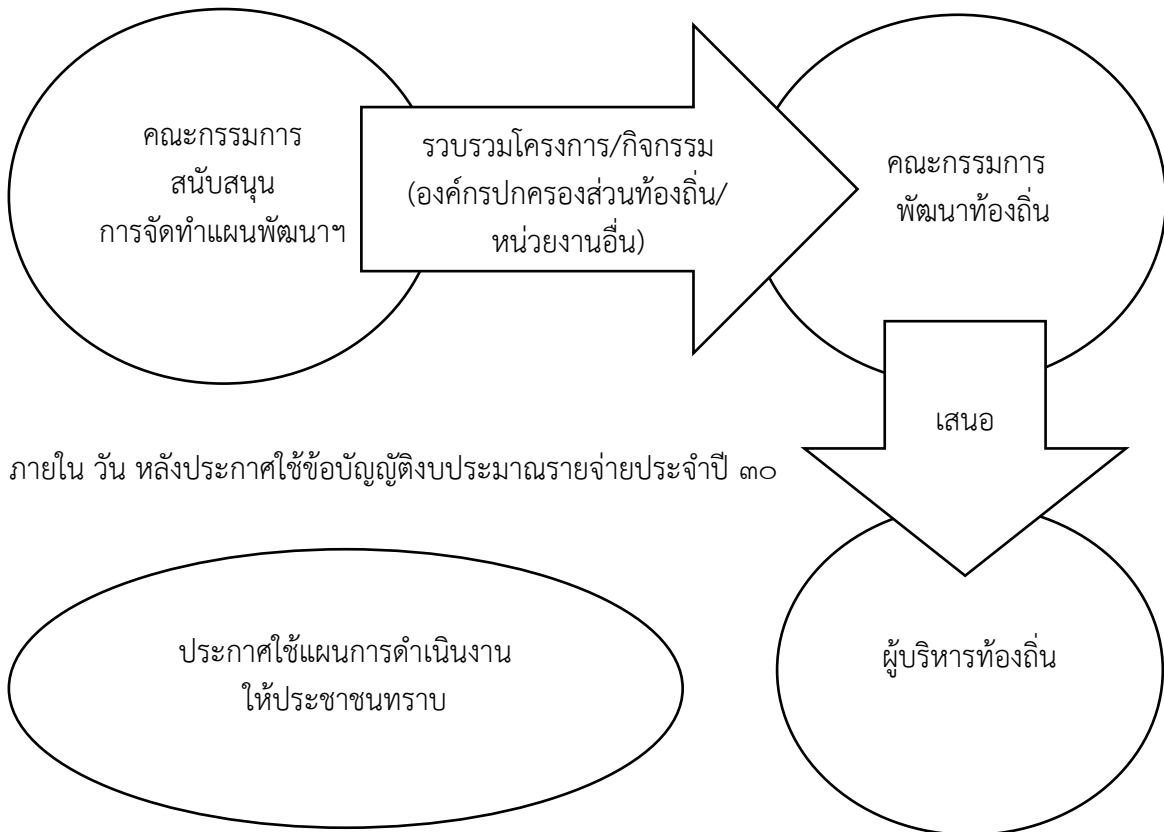 คณะกรรมการ
สนับสนุน
การจัดทำแผนพัฒนาฯ
รวบรวมโครงการ/กิจกรรม
(องค์กรปกครองส่วนท้องถิ่น/
หน่วยงานอื่น)
คณะกรรมการ
พัฒนาท้องถิ่น
เสนอ
ภายใน วัน หลังประกาศใช้ข้อบัญญัติงบประมาณรายจ่ายประจำปี ๓๐
ประกาศใช้แผนการดำเนินงาน
ให้ประชาชนทราบ
ผู้บริหารท้องถิ่น